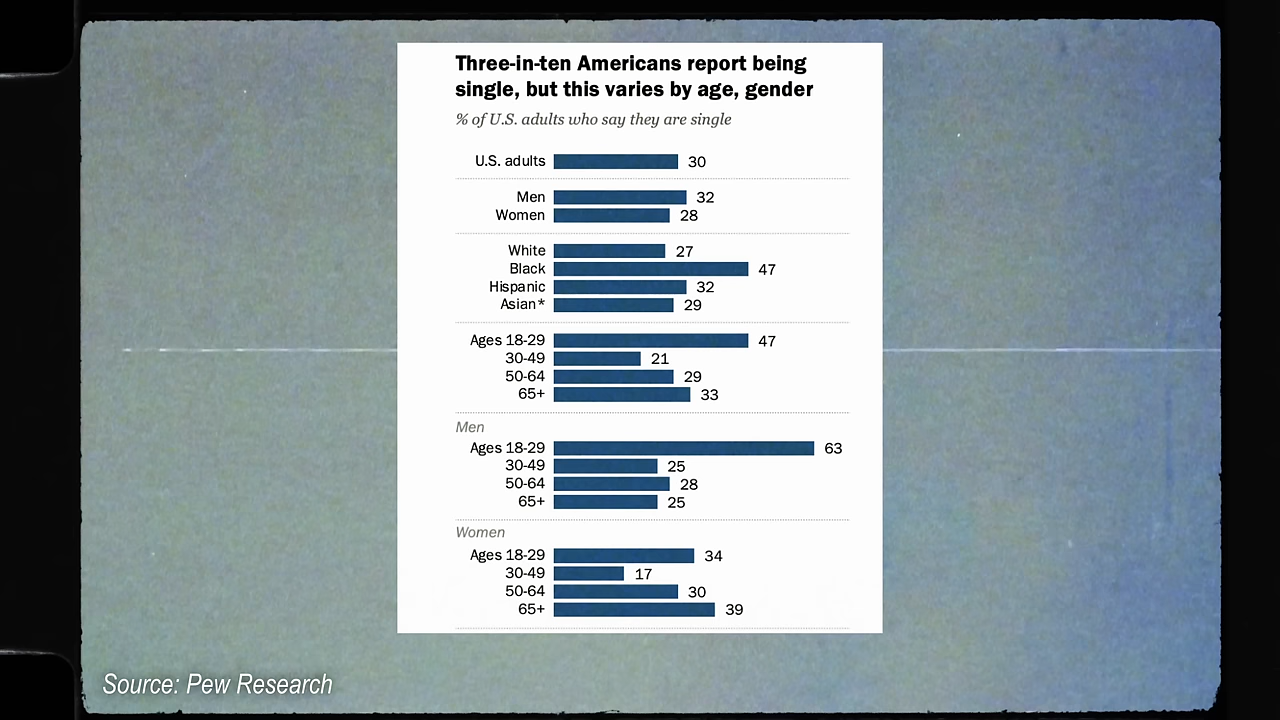 Three-in-ten Americans report being
single, but this varies by age, gender
% of U.S. adults who say they are single
U.S. adults 30
Men 32
Women 28
White 27
Black 47
Hispanic 32
Asian* 29
Ages 18-29 47
30-49 21
50-64 29
65+ 33
Men
Ages 18-29 63
30-49 25
50-64 28
65+ 25
Women
Ages 18-29 34
30-49 17
50-64 30
65+ 39
Source: Pew Research